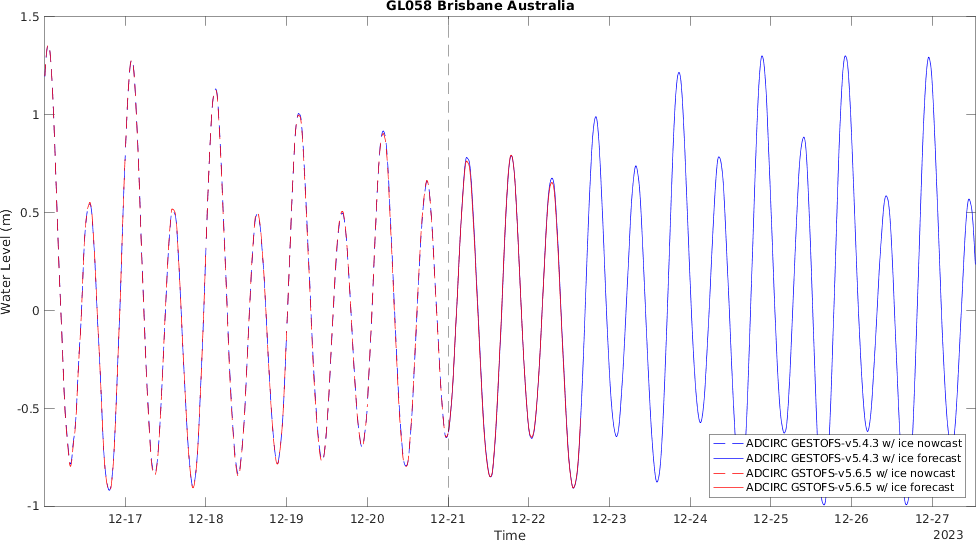 GL058 Brisbane Australia
Water Level (m)
1.5
1
0.5
0
-0.5
-1
ADCIRC GESTOFS-v5.4.3 w/ ice nowcast
ADCIRC GESTOFS-v5.4.3 w/ ice forecast
ADCIRC GSTOFS-v5.6.5 w/ ice nowcast
ADCIRC GSTOFS-v5.6.5 w/ ice forecast
12-17 12-18 12-19 12-20 12-21 12-22 12-23 12-24 12-25 12-26 12-27
Time
2023